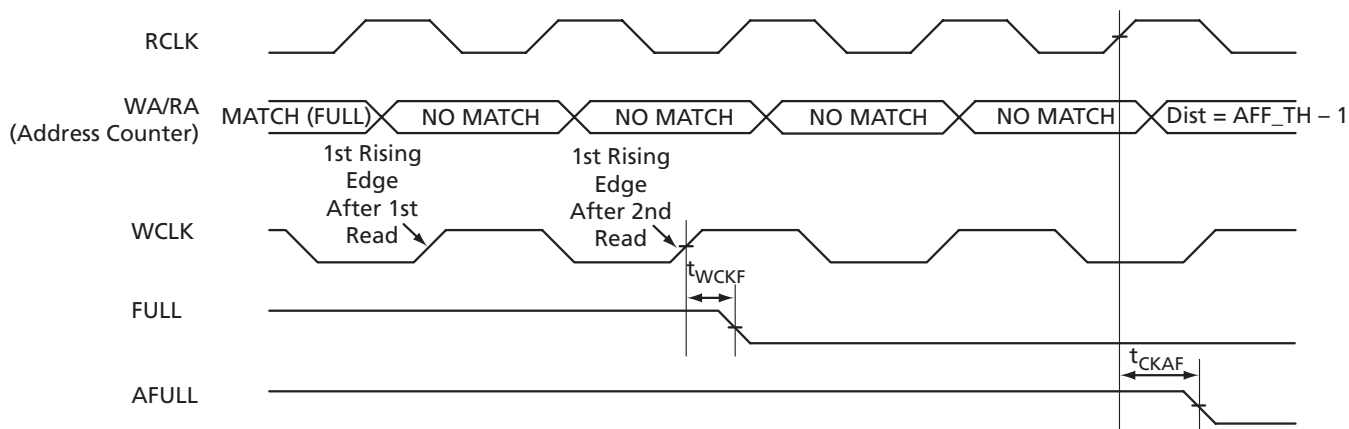 RCLK
WA/RA
(Address Counter)
MATCH (FULL)
NO MATCH
NO MATCH
NO MATCH
NO MATCH
Dist = AFF_TH – 1
1st Rising
Edge
After 1st
Read
1st Rising
Edge
After 2nd
Read
WCLK
tWCKF
FULL
tCKAF
AFULL